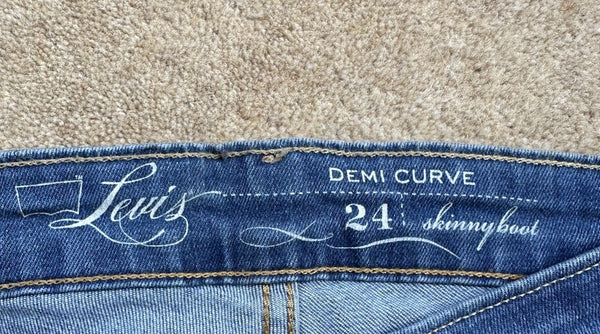 Levi's
DEMI CURVE
24 skinny boot